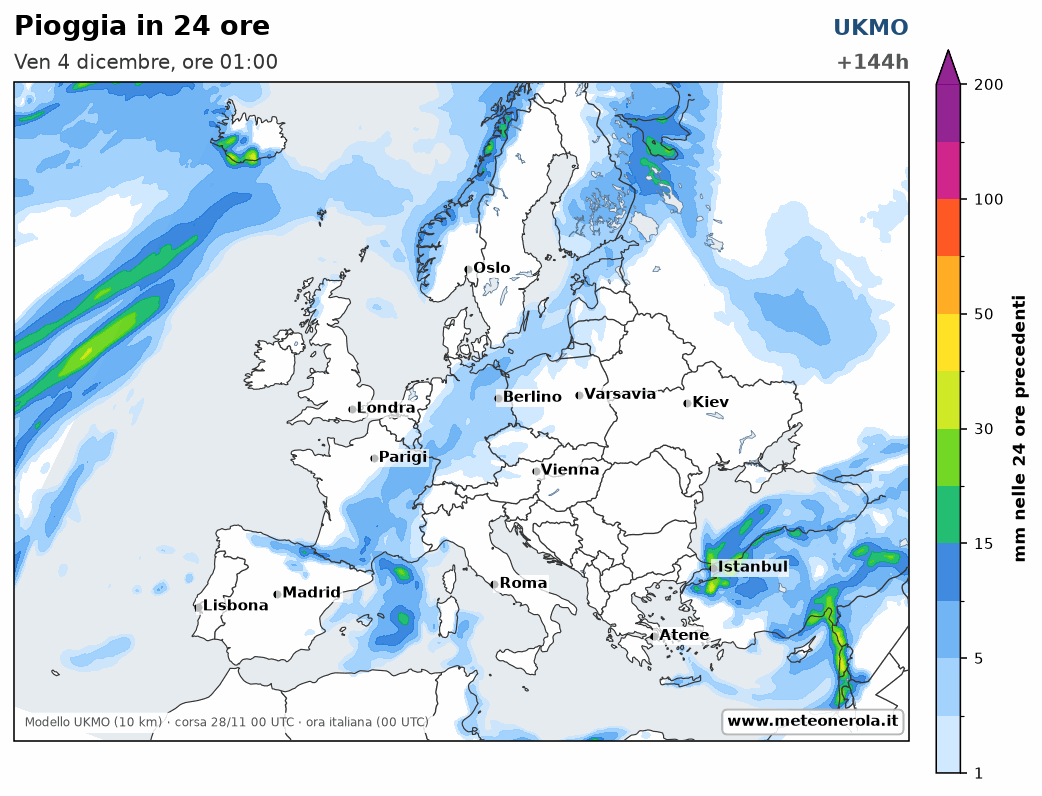 Pioggia in 24 ore
UKMO
Ven 4 dicembre, ore 01:00
+144h
200
100
50
30
15
5
1
mm nelle 24 ore precedenti
Oslo
Berlino
Varsavia
Kiev
Londra
Parigi
Vienna
Istanbul
Roma
Madrid
Lisbona
Atene
Modello UKMO (10 km) · corsa 28/11 00 UTC · ora italiana (00 UTC)
www.meteonerola.it